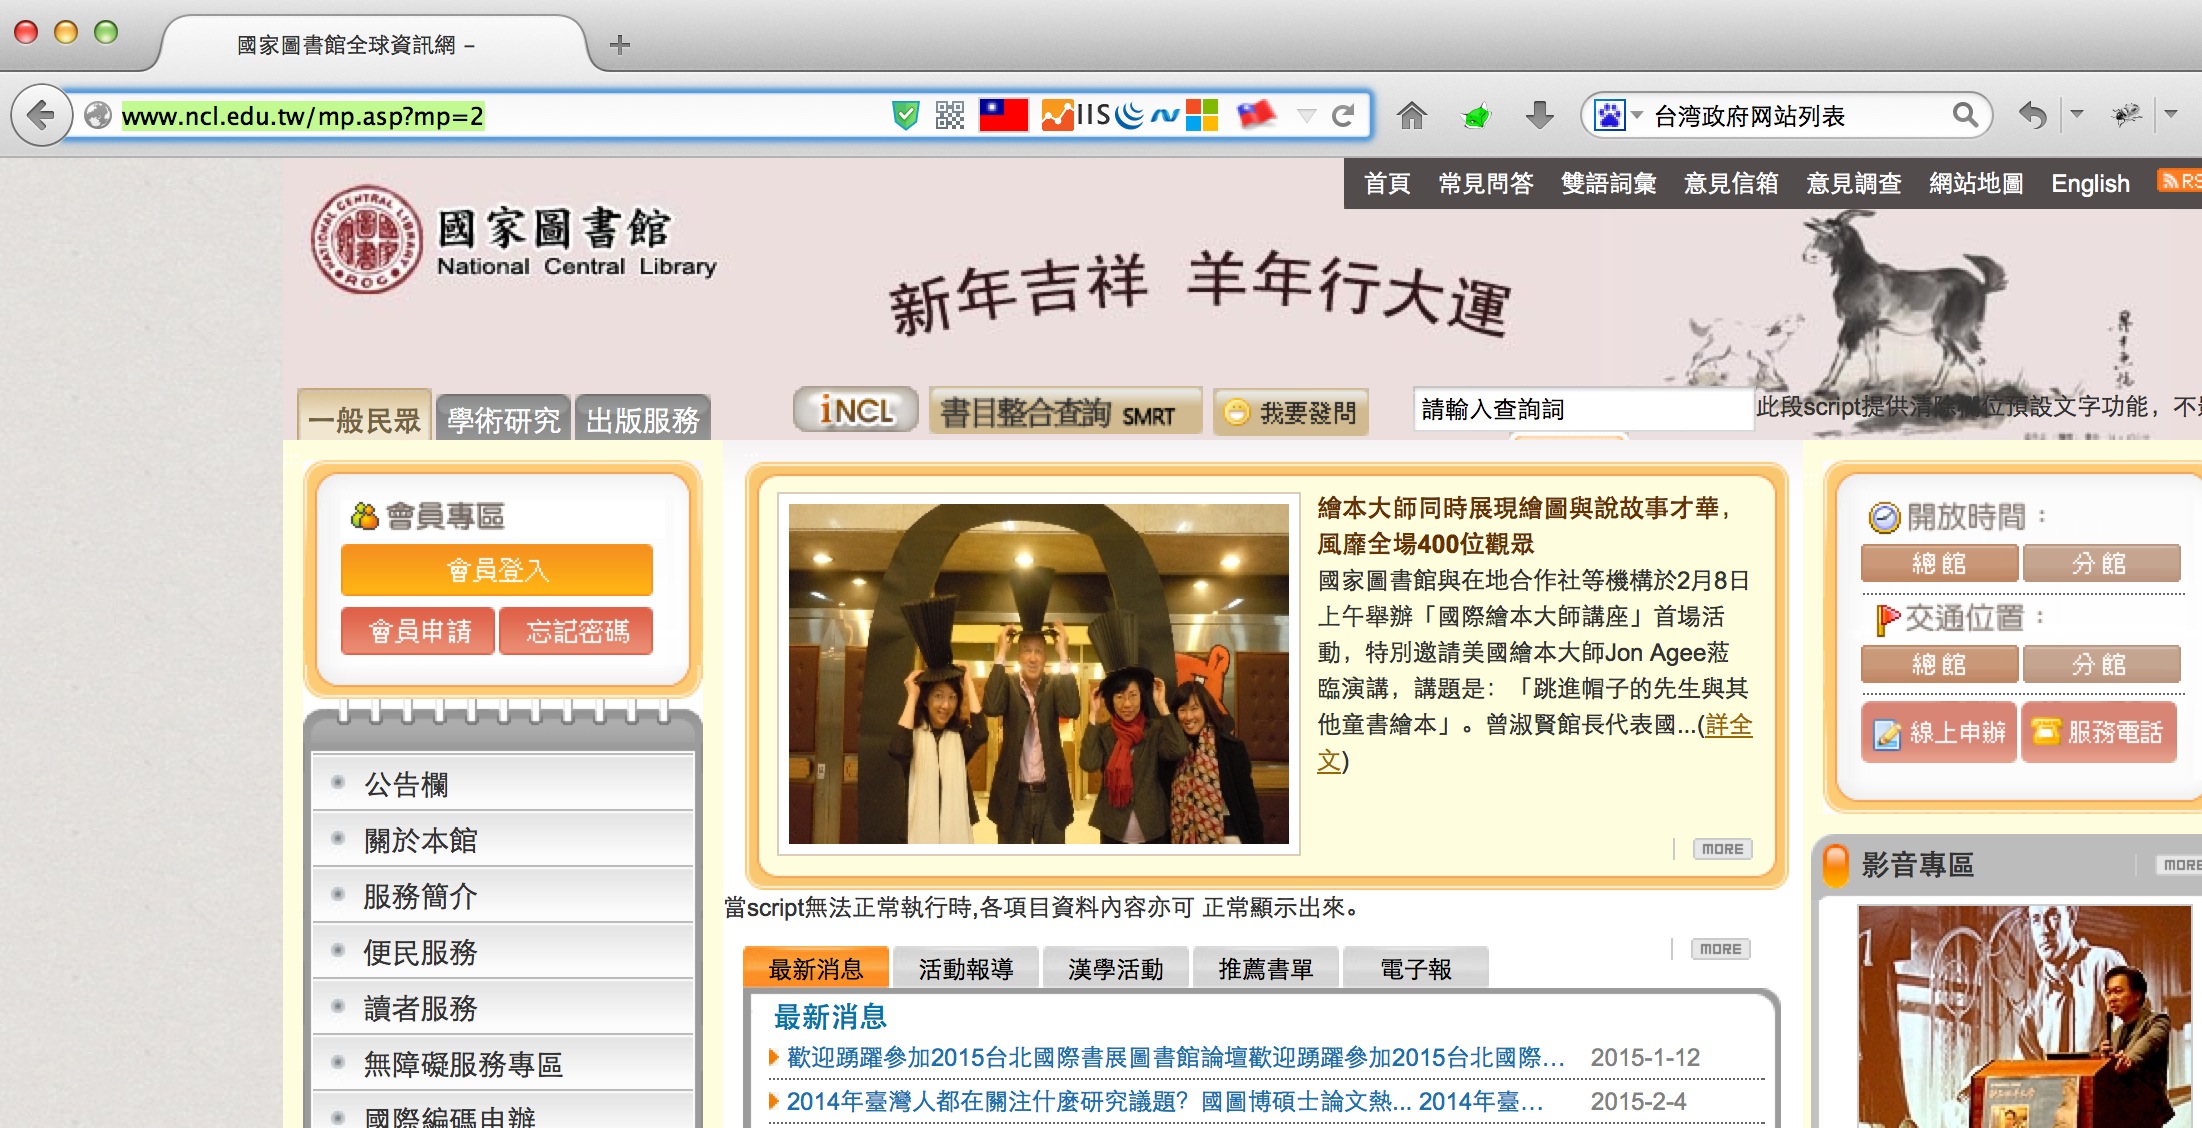 國家圖書館全球資訊網 –
www.ncl.edu.tw/mp.asp?mp=2
IIS
台湾政府网站列表
首頁 常見問答 雙語詞彙 意見信箱 意見調查 網站地圖 English RS
NATIONAL CENTRAL LIBRARY
ROC
國家圖書館
National Central Library
新年吉祥 羊年行大運
一般民眾 學術研究 出版服務
iNCL 書目整合查詢 SMRT 我要發問 請輸入查詢詞 此段script提供清除欄位預設文字功能，不
會員專區
會員登入
會員申請 忘記密碼
公告欄
關於本館
服務簡介
便民服務
讀者服務
無障礙服務專區
國際編碼申辦
繪本大師同時展現繪圖與說故事才華，
風靡全場400位觀眾
國家圖書館與在地合作社等機構於2月8日
上午舉辦「國際繪本大師講座」首場活
動，特別邀請美國繪本大師Jon Agee蒞
臨演講，講題是：「跳進帽子的先生與其
他童書繪本」。曾淑賢館長代表國...(詳全
文)
MORE
當script無法正常執行時,各項目資料內容亦可 正常顯示出來。
MORE
最新消息 活動報導 漢學活動 推薦書單 電子報
最新消息
歡迎踴躍參加2015台北國際書展圖書館論壇歡迎踴躍參加2015台北國際... 2015-1-12
2014年臺灣人都在關注什麼研究議題？國圖博碩士論文熱... 2014年臺... 2015-2-4
開放時間：
總館 分館
交通位置：
總館 分館
線上申辦 服務電話
影音專區 MORE